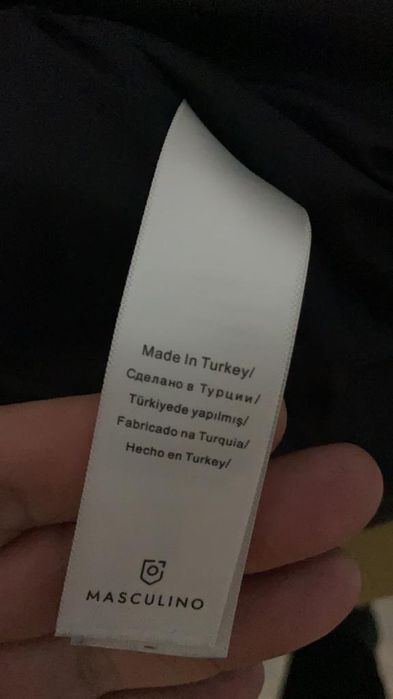 Made In Turkey/
Сделано в Турции/
Türkiyede yapılmış/
Fabricado na Turquia/
Hecho en Turkey/
MASCULINO